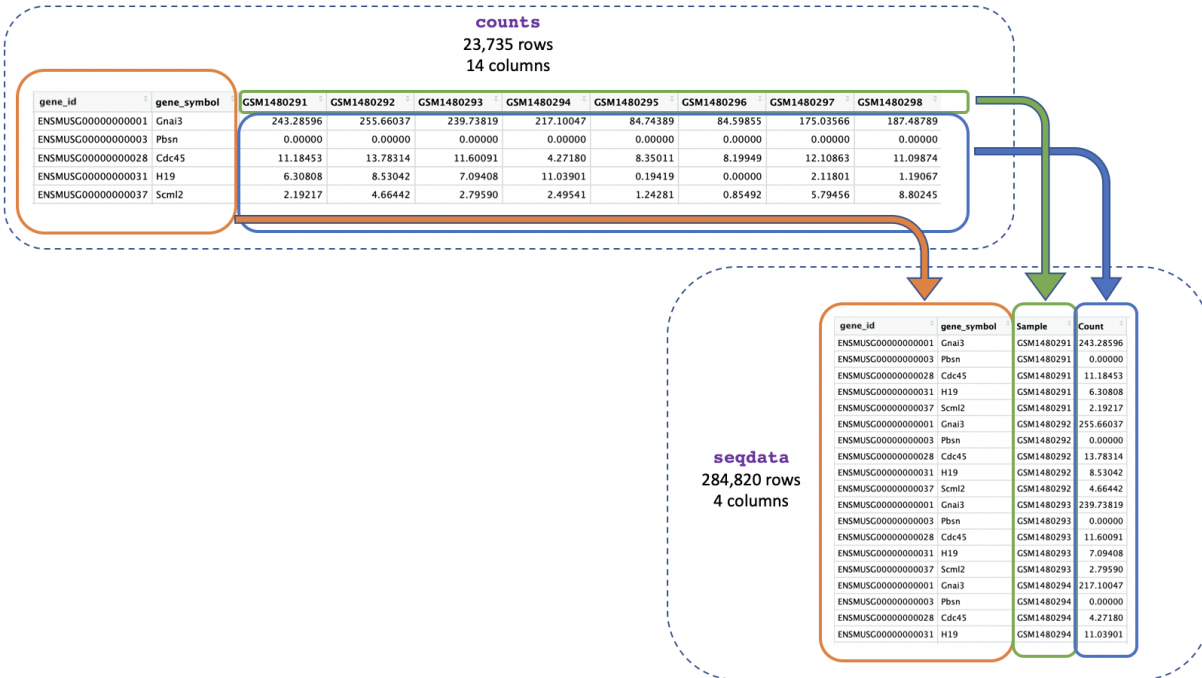 counts
23,735 rows
14 columns
gene_id gene_symbol GSM1480291 GSM1480292 GSM1480293 GSM1480294 GSM1480295 GSM1480296 GSM1480297 GSM1480298
ENSMUSG00000000001 Gnai3 243.28596 255.66037 239.73819 217.10047 84.74389 84.59855 175.03566 187.48789
ENSMUSG00000000003 Pbsn 0.00000 0.00000 0.00000 0.00000 0.00000 0.00000 0.00000 0.00000
ENSMUSG00000000028 Cdc45 11.18453 13.78314 11.60091 4.27180 8.35011 8.19949 12.10863 11.09874
ENSMUSG00000000031 H19 6.30808 8.53042 7.09408 11.03901 0.19419 0.00000 2.11801 1.19067
ENSMUSG00000000037 Scml2 2.19217 4.66442 2.79590 2.49541 1.24281 0.85492 5.79456 8.80245
seqdata
284,820 rows
4 columns
gene_id gene_symbol Sample Count
ENSMUSG00000000001 Gnai3 GSM1480291 243.28596
ENSMUSG00000000003 Pbsn GSM1480291 0.00000
ENSMUSG00000000028 Cdc45 GSM1480291 11.18453
ENSMUSG00000000031 H19 GSM1480291 6.30808
ENSMUSG00000000037 Scml2 GSM1480291 2.19217
ENSMUSG00000000001 Gnai3 GSM1480292 255.66037
ENSMUSG00000000003 Pbsn GSM1480292 0.00000
ENSMUSG00000000028 Cdc45 GSM1480292 13.78314
ENSMUSG00000000031 H19 GSM1480292 8.53042
ENSMUSG00000000037 Scml2 GSM1480292 4.66442
ENSMUSG00000000001 Gnai3 GSM1480293 239.73819
ENSMUSG00000000003 Pbsn GSM1480293 0.00000
ENSMUSG00000000028 Cdc45 GSM1480293 11.60091
ENSMUSG00000000031 H19 GSM1480293 7.09408
ENSMUSG00000000037 Scml2 GSM1480293 2.79590
ENSMUSG00000000001 Gnai3 GSM1480294 217.10047
ENSMUSG00000000003 Pbsn GSM1480294 0.00000
ENSMUSG00000000028 Cdc45 GSM1480294 4.27180
ENSMUSG00000000031 H19 GSM1480294 11.03901